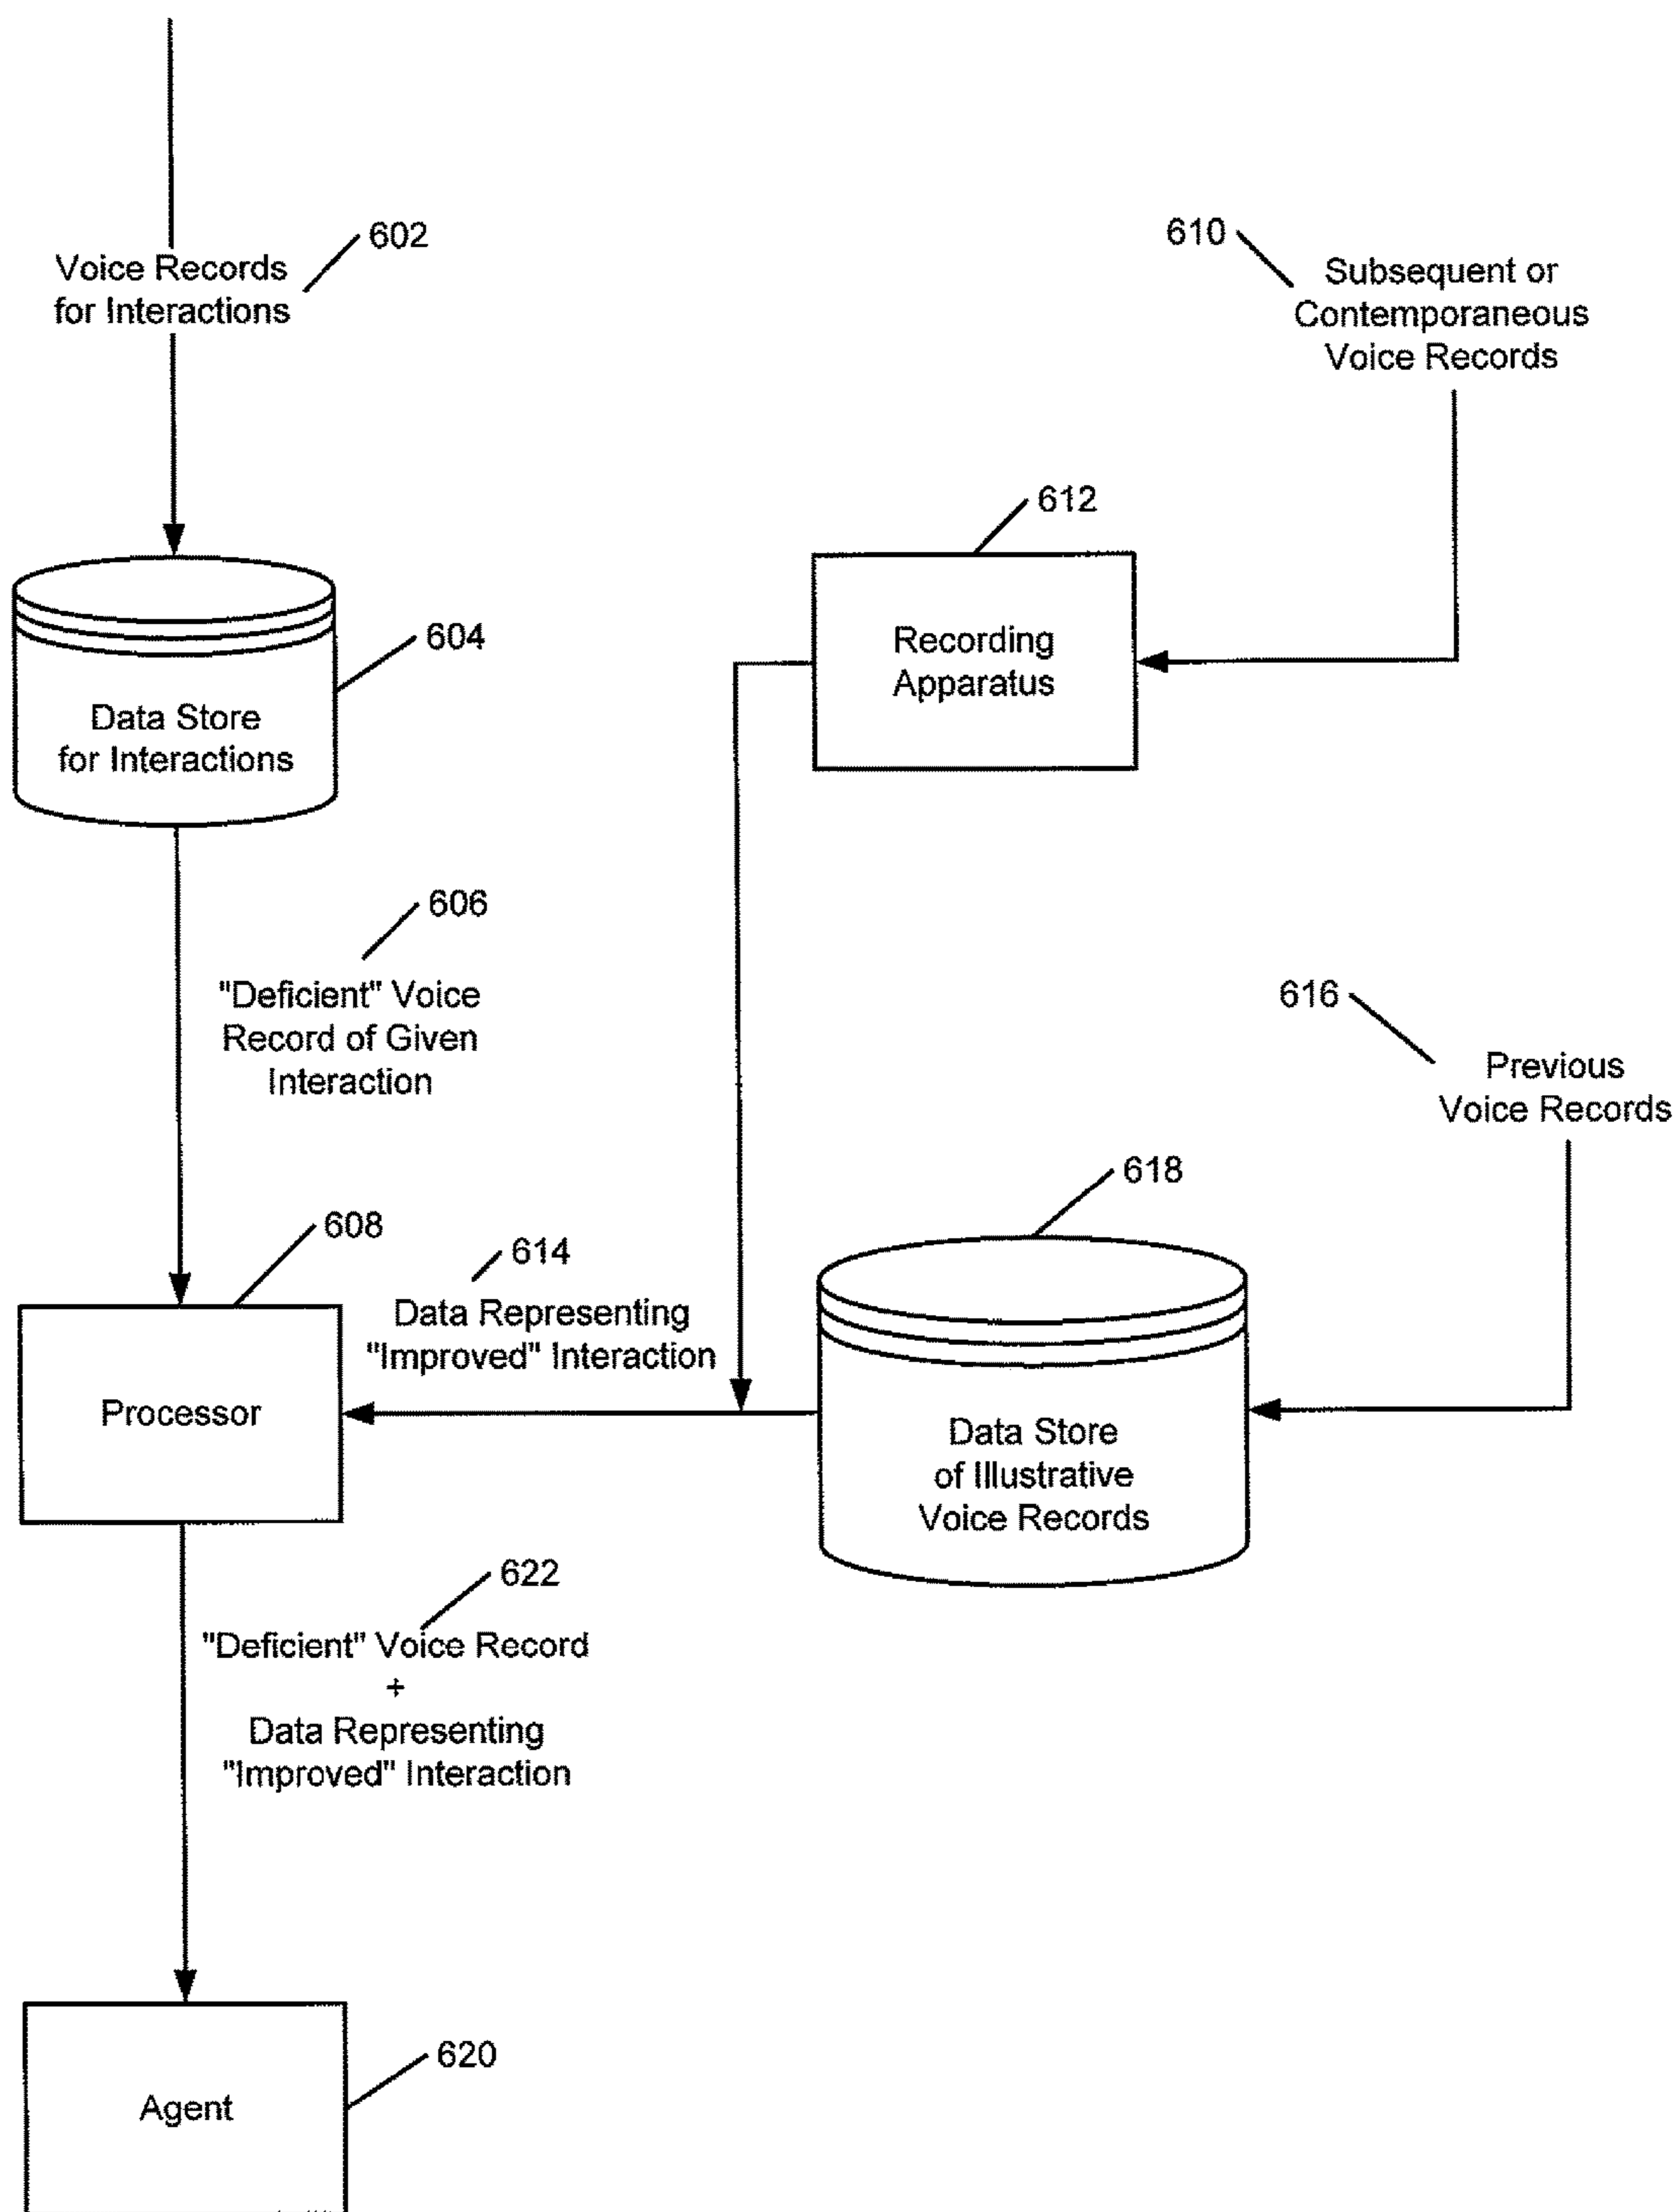 602
Voice Records
for Interactions
610
Subsequent or
Contemporaneous
Voice Records
612
Recording
Apparatus
604
Data Store
for Interactions
606
"Deficient" Voice
Record of Given
Interaction
616
Previous
Voice Records
618
608
614
Data Representing
"Improved" Interaction
Processor
Data Store
of Illustrative
Voice Records
622
"Deficient" Voice Record
+
Data Representing
"Improved" Interaction
620
Agent